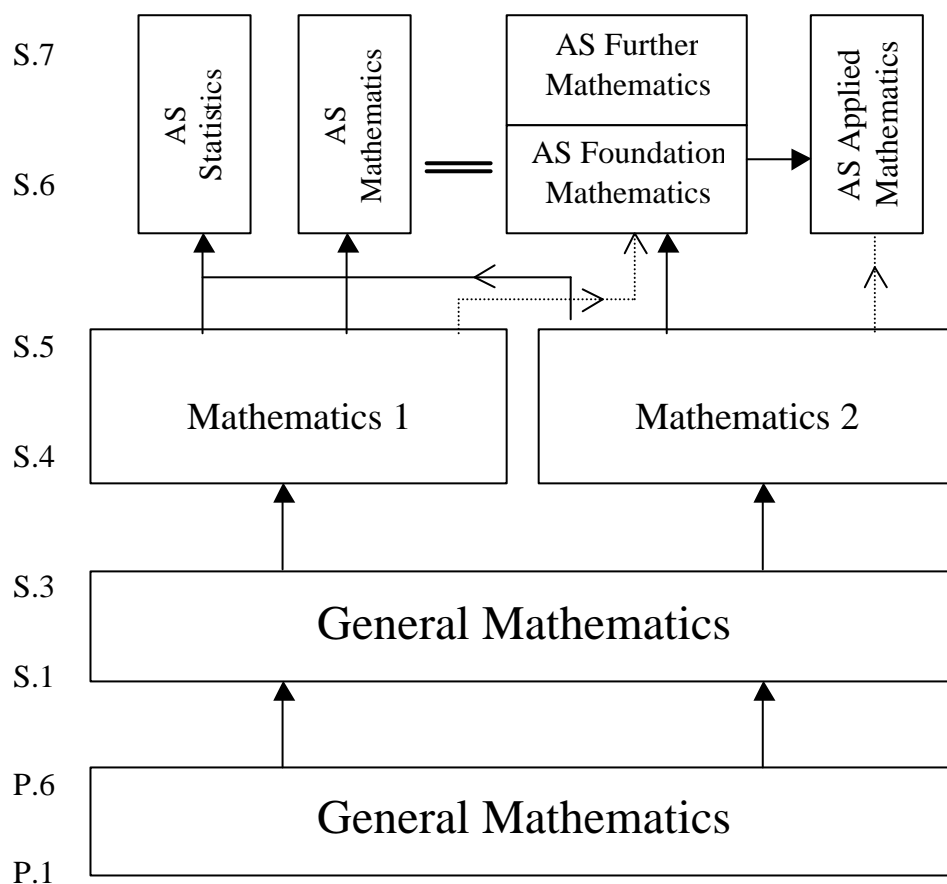 S.7
AS
Statistics
AS
Mathematics
AS Further
Mathematics
AS Applied
Mathematics
AS Foundation
Mathematics
S.6
S.5
Mathematics 1
Mathematics 2
S.4
S.3
General Mathematics
S.1
P.6
General Mathematics
P.1